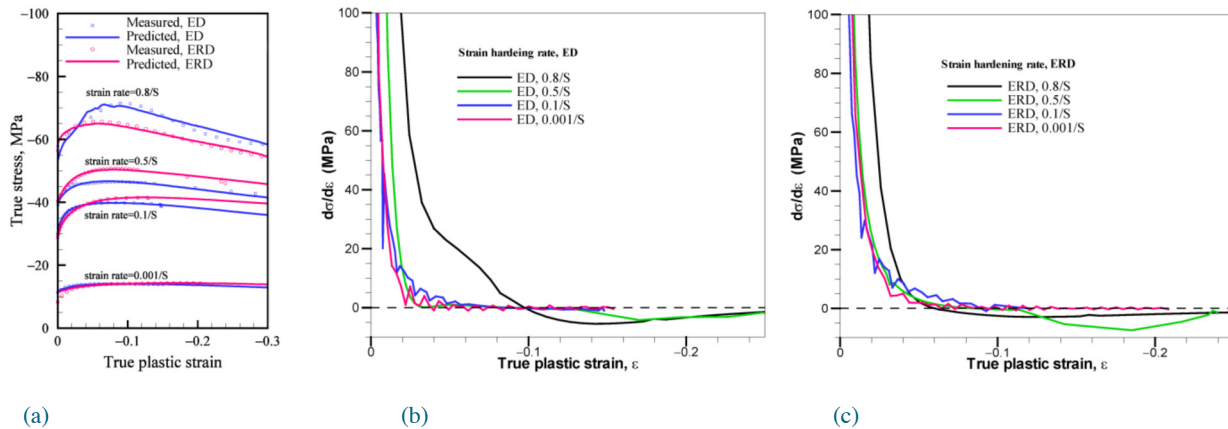 −100
−80
−60
−40
−20
0
0
−0.1
−0.2
−0.3
True stress, MPa
True plastic strain
Measured, ED
Predicted, ED
Measured, ERD
Predicted, ERD
strain rate=0.8/S
strain rate=0.5/S
strain rate=0.1/S
strain rate=0.001/S
(a)
100
80
60
40
20
0
0
−0.1
−0.2
dσ/dε (MPa)
True plastic strain, ε
Strain hardeing rate, ED
ED, 0.8/S
ED, 0.5/S
ED, 0.1/S
ED, 0.001/S
(b)
100
80
60
40
20
0
0
−0.1
−0.2
dσ/dε (MPa)
True plastic strain, ε
Strain hardening rate, ERD
ERD, 0.8/S
ERD, 0.5/S
ERD, 0.1/S
ERD, 0.001/S
(c)